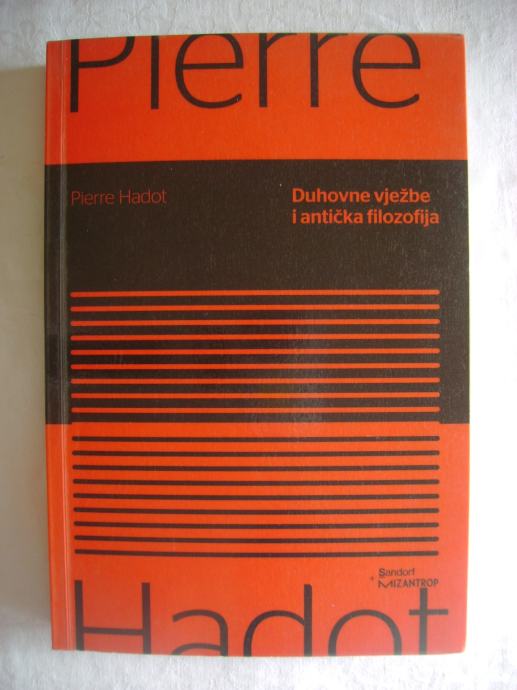 Pierre
Pierre Hadot
Duhovne vježbe
i antička filozofija
Sandorf
+ MIZANTROP
Hadot